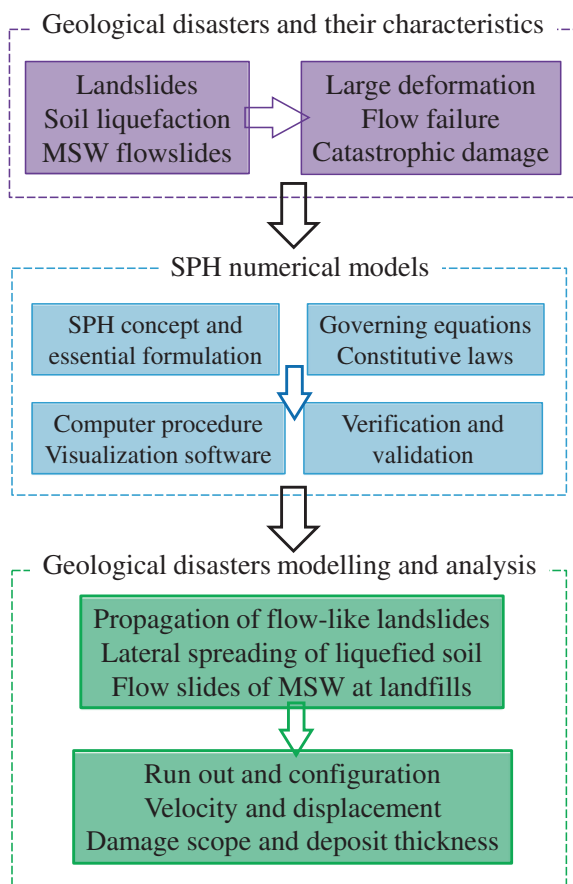 Geological disasters and their characteristics
Landslides
Soil liquefaction
MSW flowslides
Large deformation
Flow failure
Catastrophic damage
SPH numerical models
SPH concept and
essential formulation
Governing equations
Constitutive laws
Computer procedure
Visualization software
Verification and
validation
Geological disasters modelling and analysis
Propagation of flow-like landslides
Lateral spreading of liquefied soil
Flow slides of MSW at landfills
Run out and configuration
Velocity and displacement
Damage scope and deposit thickness